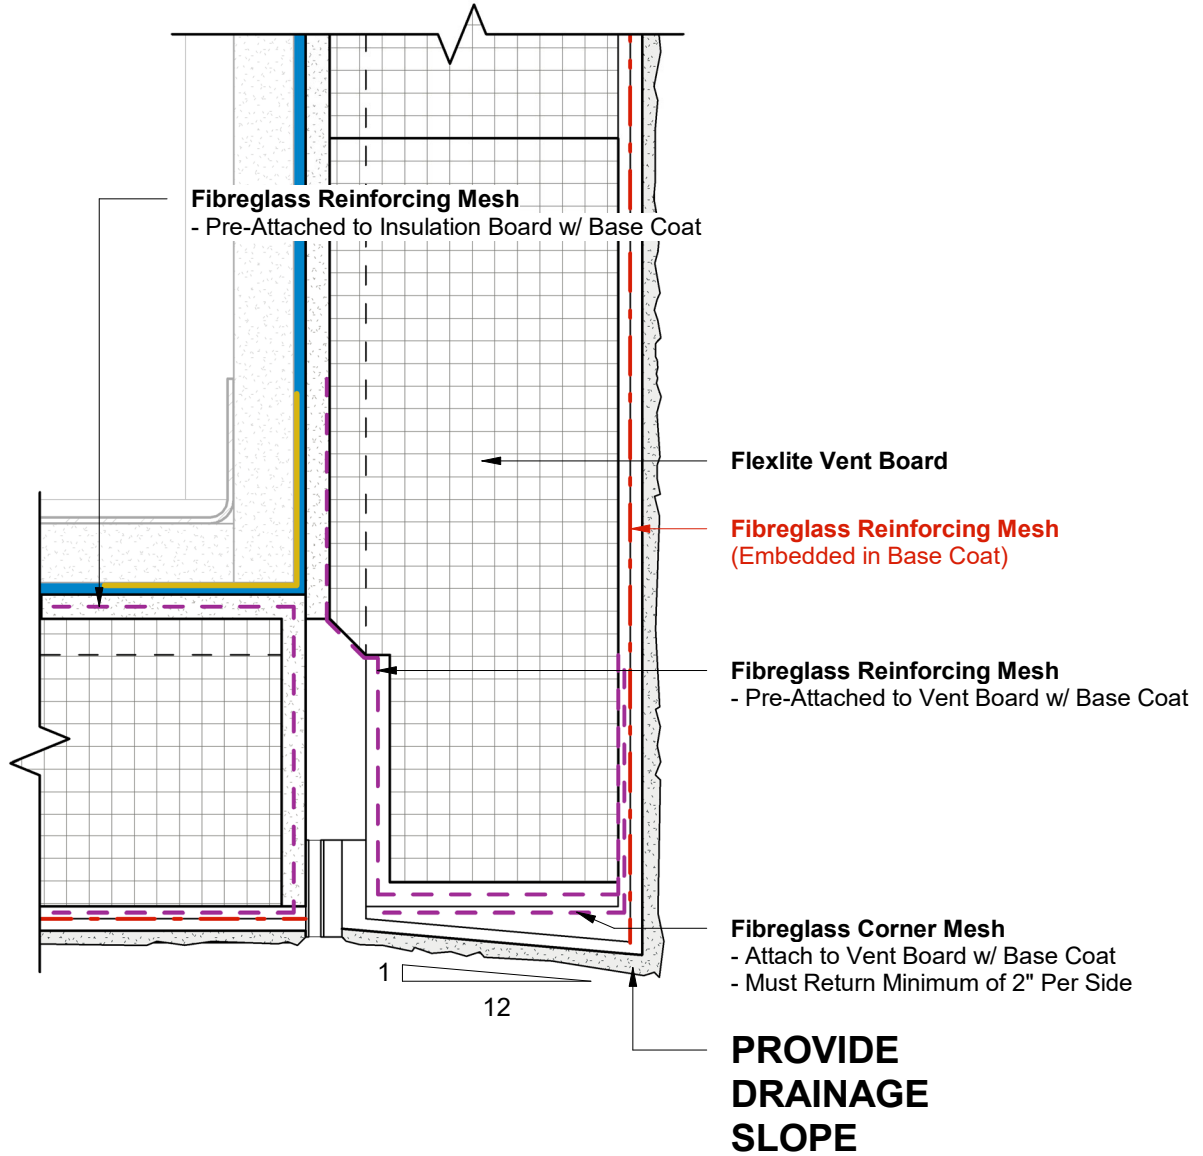 Fibreglass Reinforcing Mesh
- Pre-Attached to Insulation Board w/ Base Coat
Flexlite Vent Board
Fibreglass Reinforcing Mesh
(Embedded in Base Coat)
Fibreglass Reinforcing Mesh
- Pre-Attached to Vent Board w/ Base Coat
Fibreglass Corner Mesh
- Attach to Vent Board w/ Base Coat
- Must Return Minimum of 2" Per Side
1
12
PROVIDE
DRAINAGE
SLOPE